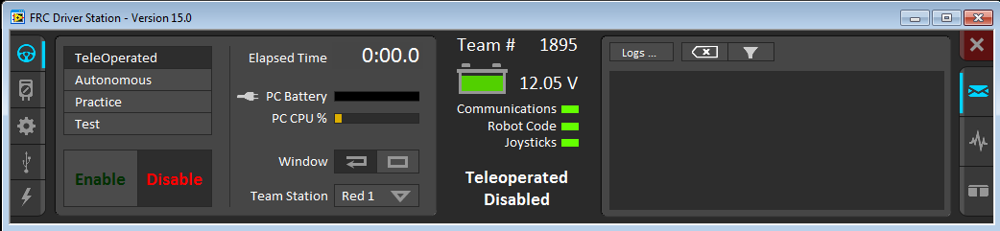 FRC Driver Station - Version 15.0
TeleOperated
Autonomous
Practice
Test
Enable Disable
Elapsed Time 0:00.0
PC Battery
PC CPU %
Window
Team Station Red 1
Team # 1895
12.05 V
Communications
Robot Code
Joysticks
Teleoperated
Disabled
Logs ...